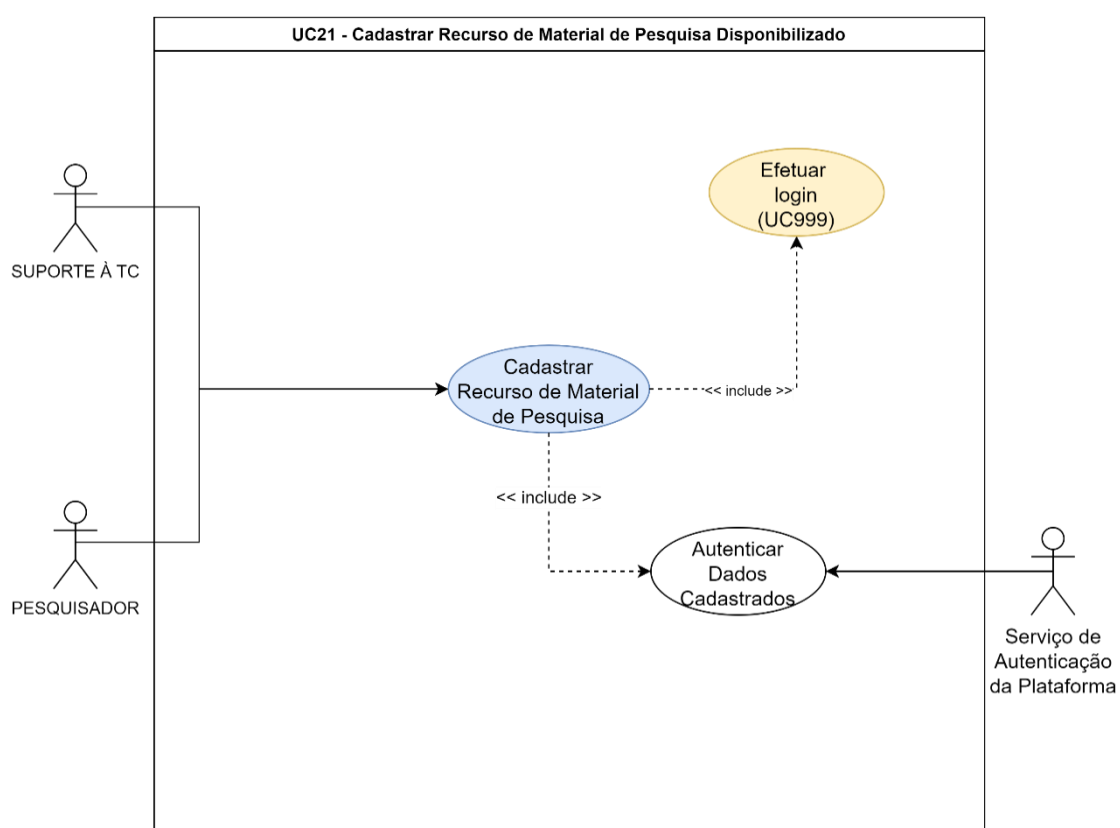 UC21 - Cadastrar Recurso de Material de Pesquisa Disponibilizado
Efetuar
login
(UC999)
SUPORTE À TC
Cadastrar
Recurso de Material
de Pesquisa
<< include >>
<< include >>
Autenticar
Dados
Cadastrados
PESQUISADOR
Serviço de
Autenticação
da Plataforma